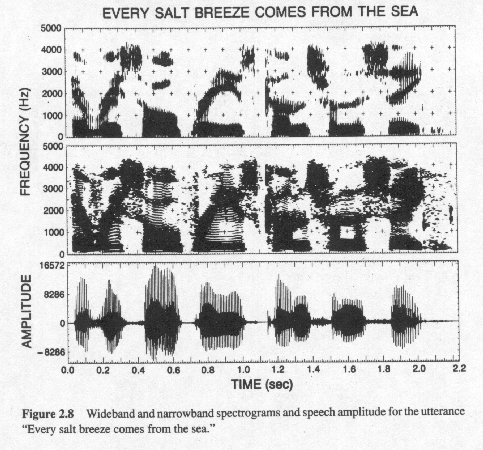 EVERY SALT BREEZE COMES FROM THE SEA
5000
4000
3000
2000
1000
0
5000
4000
3000
2000
1000
0
FREQUENCY (Hz)
16572
8286
0
-8286
AMPLITUDE
0.0 0.2 0.4 0.6 0.8 1.0 1.2 1.4 1.6 1.8 2.0 2.2
TIME (sec)
Figure 2.8 Wideband and narrowband spectrograms and speech amplitude for the utterance
“Every salt breeze comes from the sea.”